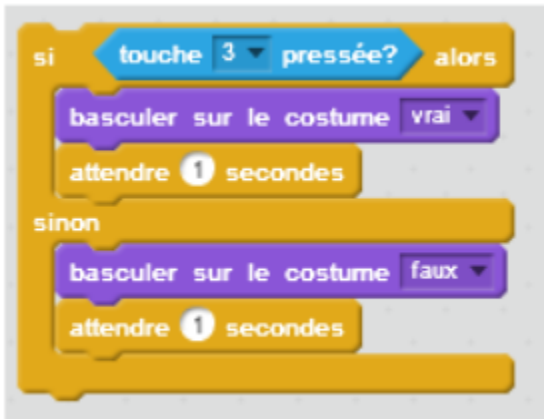 si touche 3 pressée? alors
basculer sur le costume vrai
attendre 1 secondes
sinon
basculer sur le costume faux
attendre 1 secondes